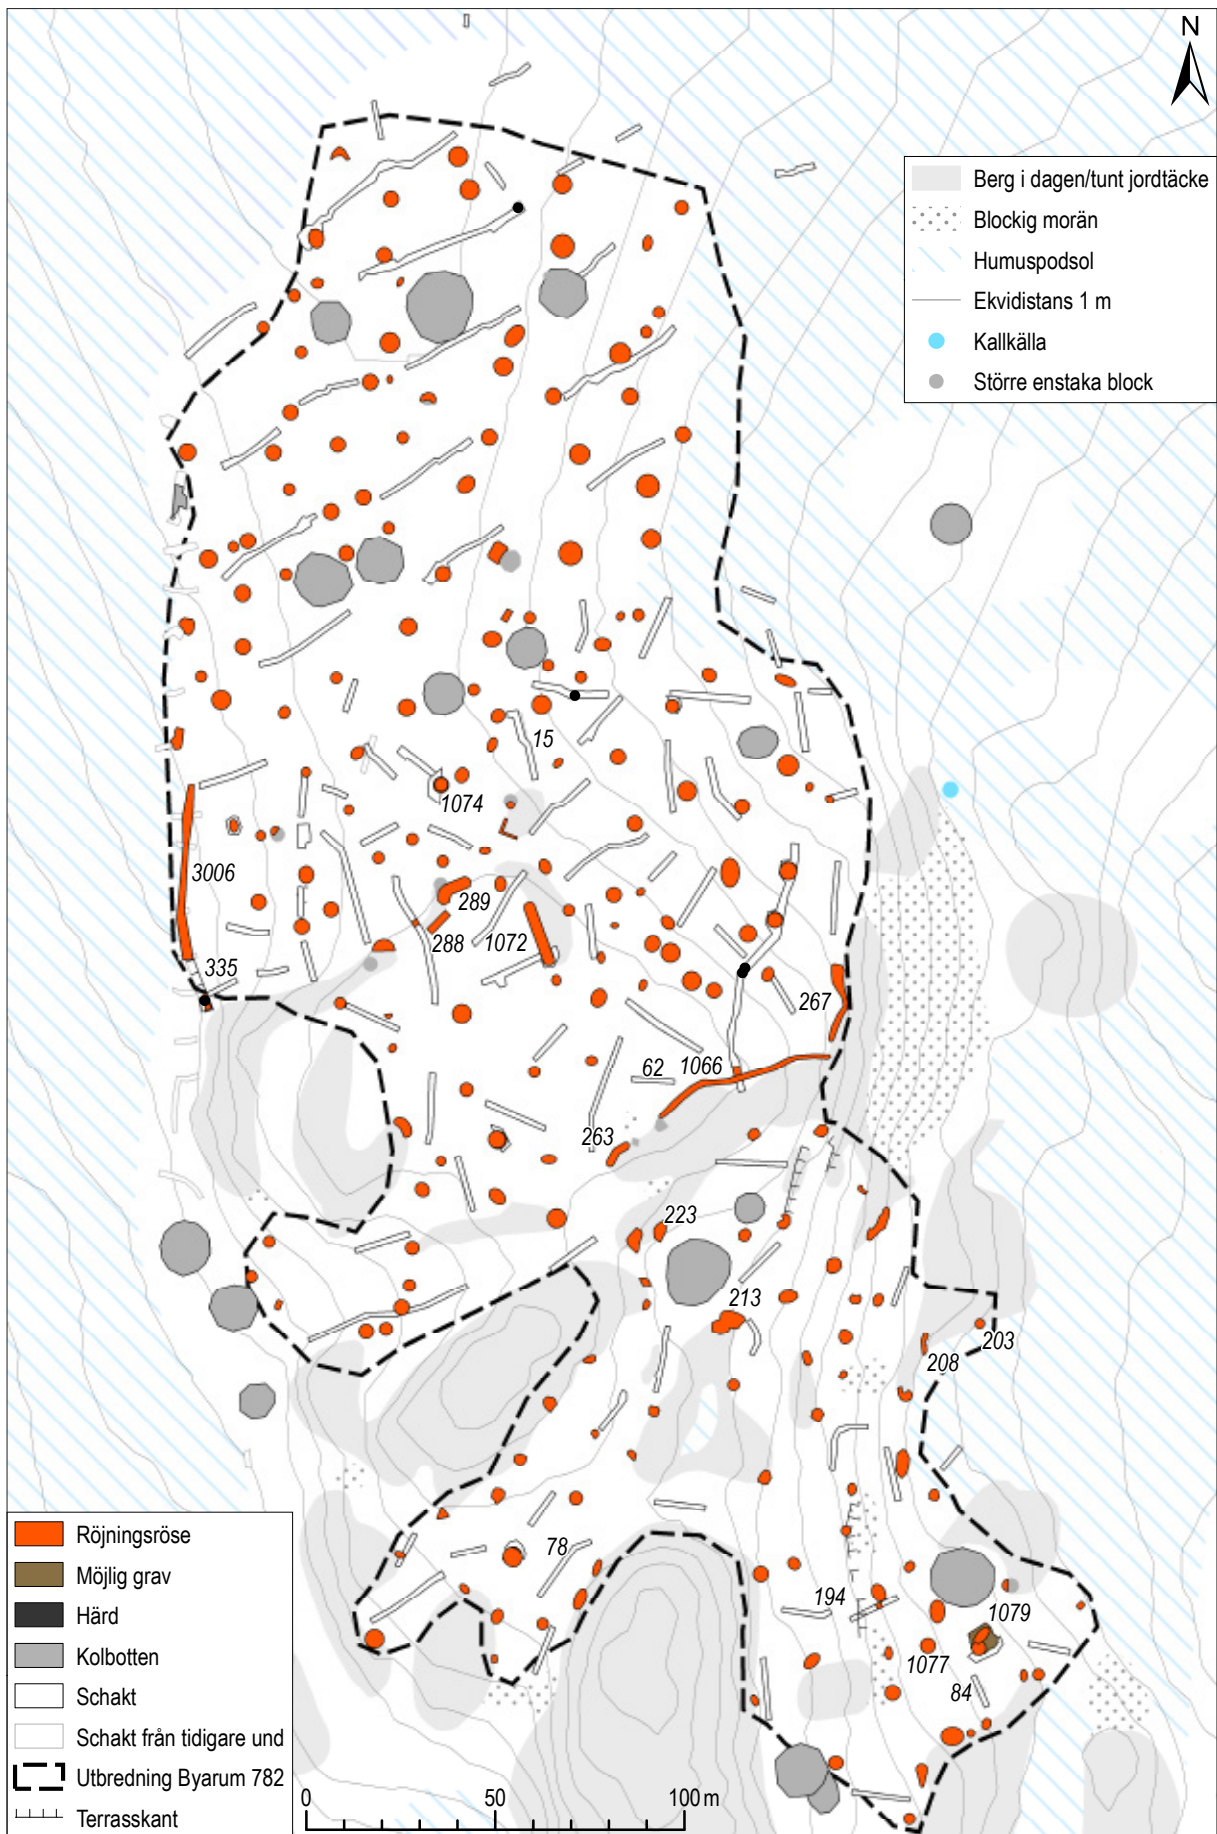 N
Berg i dagen/tunt jordtäcke
Blockig morän
Humuspodsol
Ekvidistans 1 m
Kallkälla
Större enstaka block
15
1074
3006
289
288
1072
335
267
62
1066
263
223
213
203
208
78
194
1079
1077
84
Röjningsröse
Möjlig grav
Härd
Kolbotten
Schakt
Schakt från tidigare und
Utbredning Byarum 782
Terrasskant
0 50 100 m